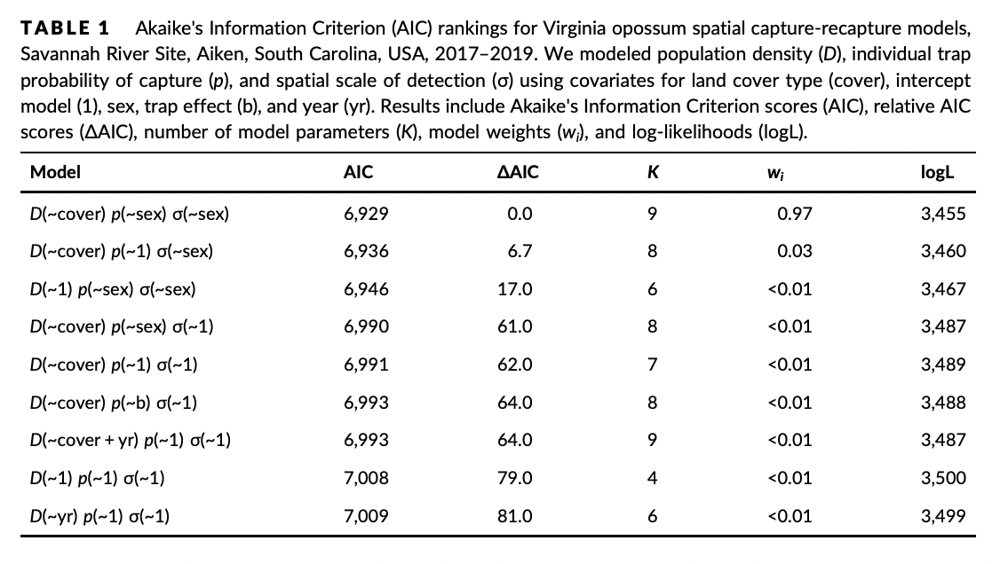 TABLE 1 Akaike's Information Criterion (AIC) rankings for Virginia opossum spatial capture-recapture models,
Savannah River Site, Aiken, South Carolina, USA, 2017–2019. We modeled population density (D), individual trap
probability of capture (p), and spatial scale of detection (σ) using covariates for land cover type (cover), intercept
model (1), sex, trap effect (b), and year (yr). Results include Akaike's Information Criterion scores (AIC), relative AIC
scores (ΔAIC), number of model parameters (K), model weights (wi), and log-likelihoods (logL).
Model AIC ΔAIC K wi logL
D(~cover) p(~sex) σ(~sex) 6,929 0.0 9 0.97 3,455
D(~cover) p(~1) σ(~sex) 6,936 6.7 8 0.03 3,460
D(~1) p(~sex) σ(~sex) 6,946 17.0 6 <0.01 3,467
D(~cover) p(~sex) σ(~1) 6,990 61.0 8 <0.01 3,487
D(~cover) p(~1) σ(~1) 6,991 62.0 7 <0.01 3,489
D(~cover) p(~b) σ(~1) 6,993 64.0 8 <0.01 3,488
D(~cover + yr) p(~1) σ(~1) 6,993 64.0 9 <0.01 3,487
D(~1) p(~1) σ(~1) 7,008 79.0 4 <0.01 3,500
D(~yr) p(~1) σ(~1) 7,009 81.0 6 <0.01 3,499